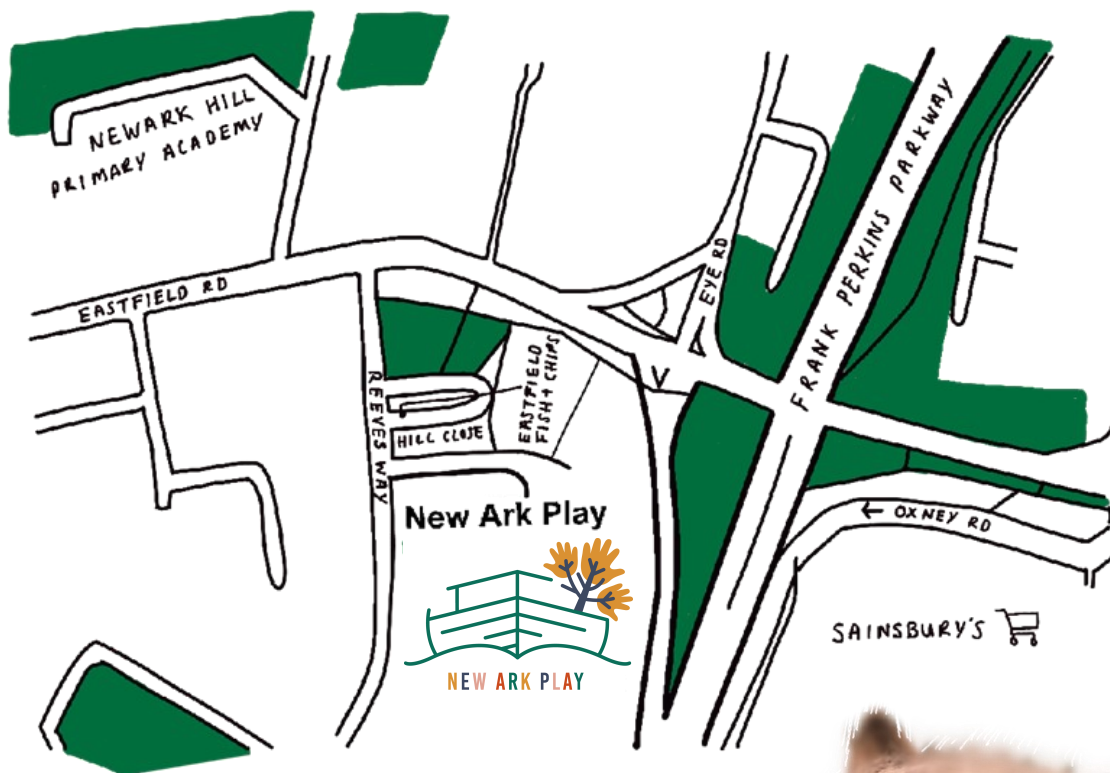 NEWARK HILL
PRIMARY ACADEMY
EASTFIELD RD
EYE RD
FRANK PERKINS PARKWAY
REEVES WAY
EASTFIELD
FISH + CHIPS
HILL CLOSE
New Ark Play
NEW ARK PLAY
← OXNEY RD
SAINSBURY'S